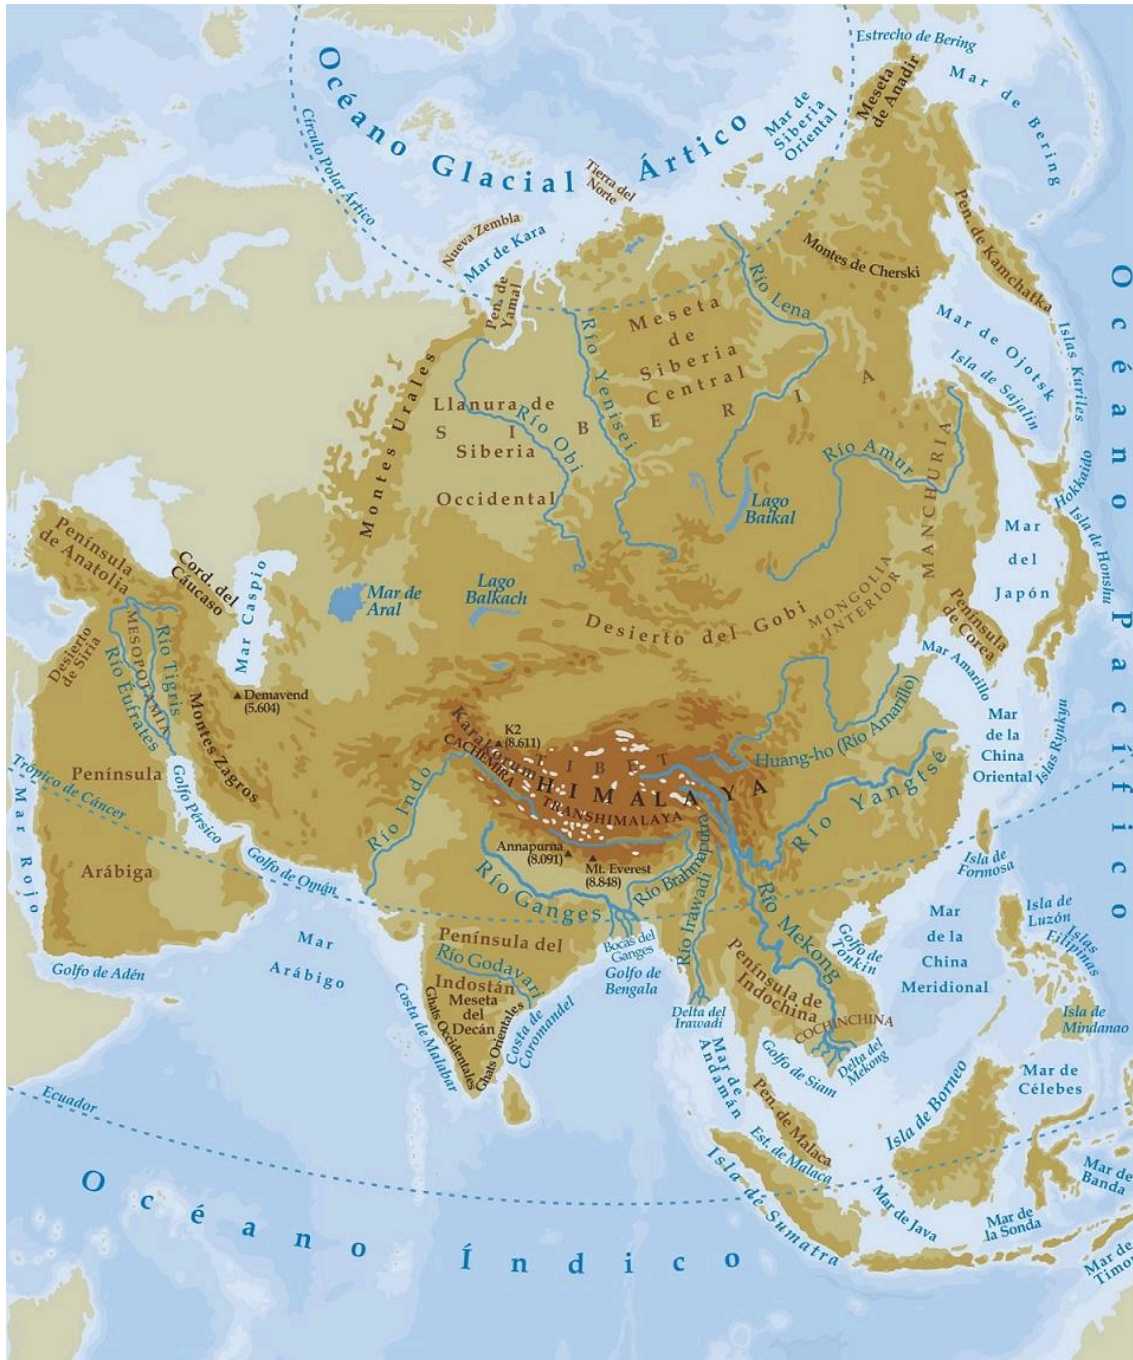 Estrecho de Bering
Mar de Bering
Meseta
de Anadir
Mar de
Siberia
Oriental
Océano Glacial Ártico
Círculo Polar Ártico
Tierra del
Norte
Nueva Zembla
Mar de Kara
Pen. de
Yamal
Montes de Cherski
Pen. de Kamchatka
Río Lena
Meseta
de
Siberia
Central
Río Yenisei
Mar de Ojotsk
Isla de Sajalín
Islas Kuriles
Océano Pacífico
Montes Urales
Llanura de
SIBERIA
Siberia
Occidental
Río Obi
Río Amur
MANCHURIA
Lago
Baikal
Hokkaido
Isla de Honshu
Mar
del
Japón
Península
de Anatolia
Cord. del
Cáucaso
Mar Caspio
Mar de
Aral
Lago
Balkach
Desierto del Gobi
MONGOLIA
INTERIOR
Península
de Corea
Mar Amarillo
Desierto
de Siria
MESOPOTAMIA
Río Tigris
Río Éufrates
Demavend
(5.604)
Montes Zagros
K2
(8.611)
Karakorum
CACHEMIRA
TIBET
HIMALAYA
TRANSHIMALAYA
Huang-ho (Río Amarillo)
Mar
de la
China
Oriental
Islas Ryukyu
Río Yangtsé
Trópico de Cáncer
Península
Arábiga
Mar Rojo
Golfo Pérsico
Golfo de Omán
Río Indo
Annapurna
(8.091)
Mt. Everest
(8.848)
Río Ganges
Río Brahmaputra
Río Irawadi
Río Mekong
Isla de
Formosa
Golfo de Adén
Mar
Arábigo
Península del
Indostán
Río Godavari
Meseta
del
Decán
Ghats Occidentales
Ghats Orientales
Costa de Malabar
Costa de
Coromandel
Bocas del
Ganges
Golfo de
Bengala
Delta del
Irawadi
Península de
Indochina
COCHINCHINA
Golfo de
Tonkin
Mar
de la
China
Meridional
Isla de
Luzón
Islas
Filipinas
Isla de
Mindanao
Delta del
Mekong
Golfo de Siam
Mar de
Andamán
Pen. de Malaca
Est. de Malaca
Isla de Borneo
Mar de
Célebes
Ecuador
Océano Índico
Isla de Sumatra
Mar de Java
Mar de
la Sonda
Mar de
Banda
Mar de
Timor